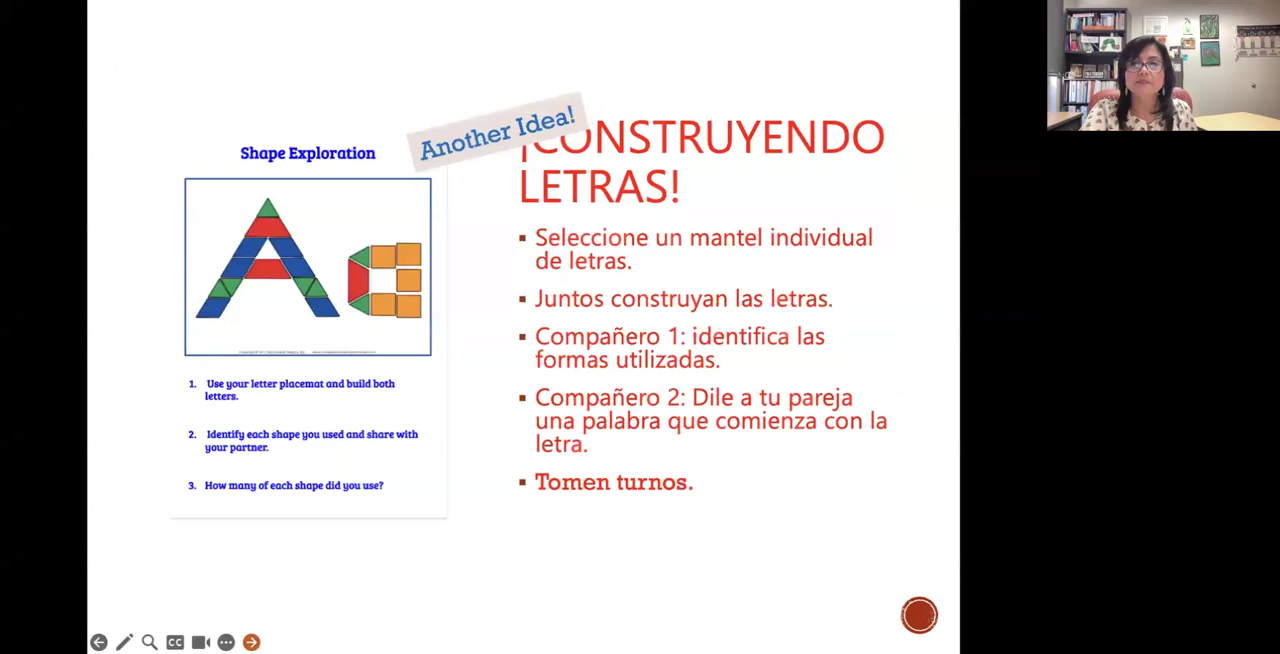 Another Idea!
Shape Exploration
1. Use your letter placemat and build both
letters.
2. Identify each shape you used and share with
your partner.
3. How many of each shape did you use?
¡CONSTRUYENDO
LETRAS!
▪ Seleccione un mantel individual
de letras.
▪ Juntos construyan las letras.
▪ Compañero 1: identifica las
formas utilizadas.
▪ Compañero 2: Dile a tu pareja
una palabra que comienza con la
letra.
▪ Tomen turnos.
CC